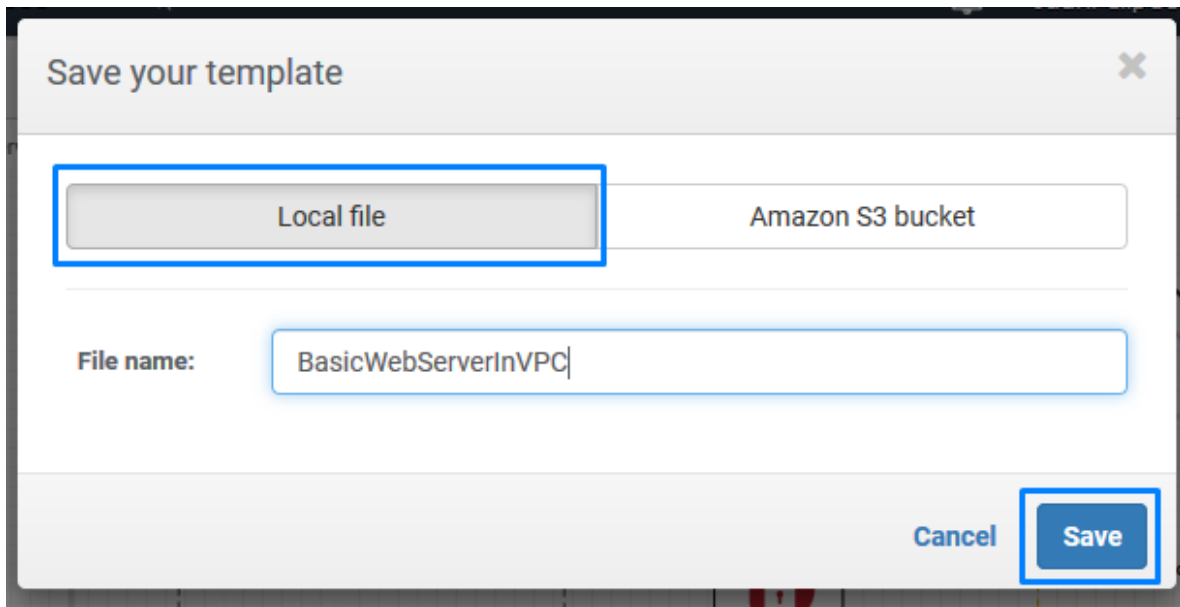 Save your template
Local file
Amazon S3 bucket
File name:
BasicWebServerInVPC
Cancel
Save